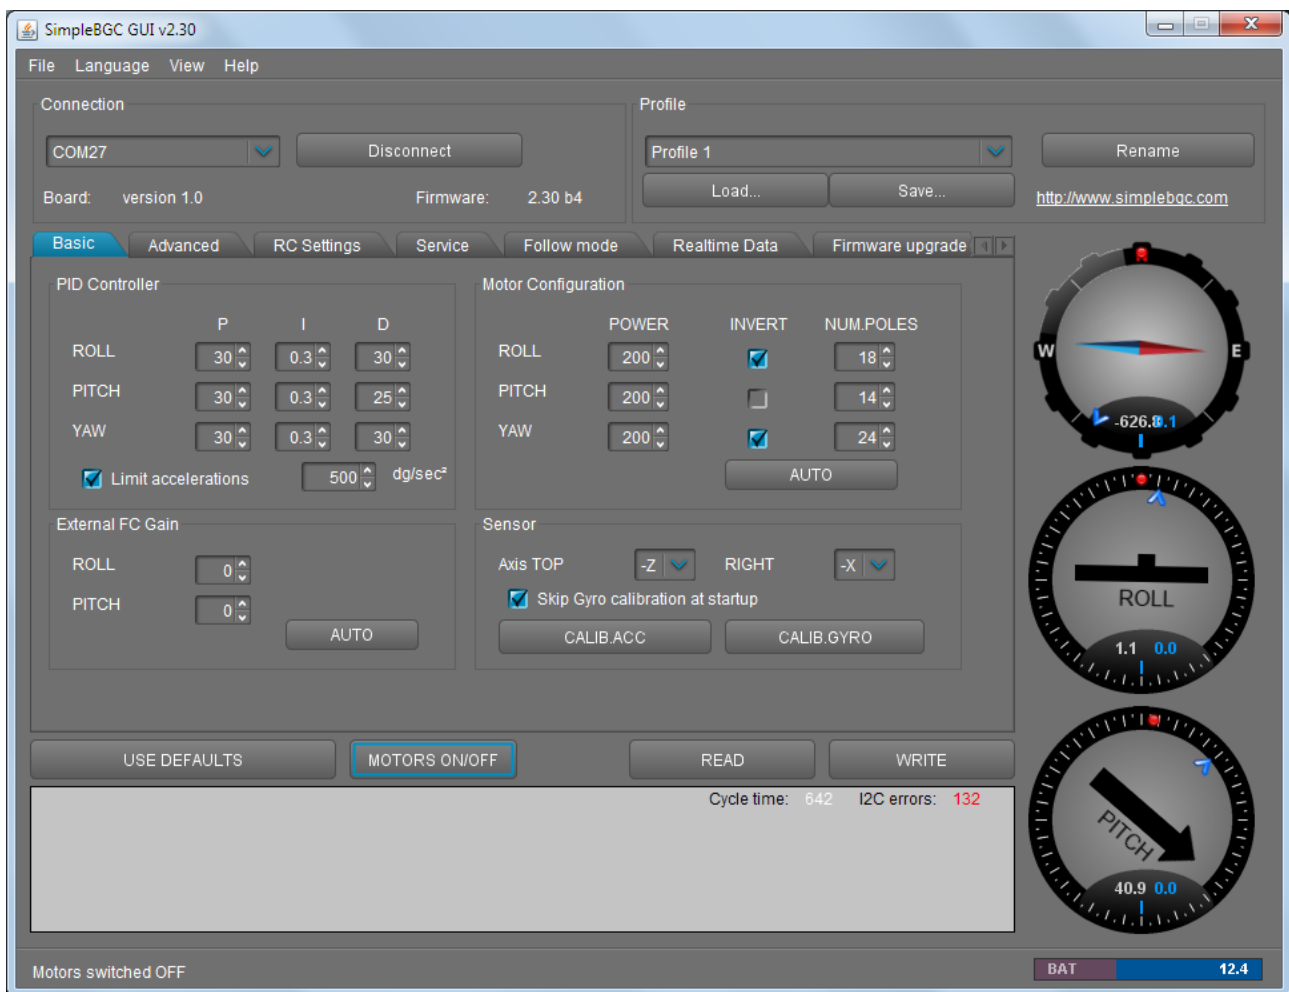 SimpleBGC GUI v2.30
File Language View Help
Connection
Profile
COM27 Disconnect
Profile 1 Rename
Board: version 1.0 Firmware: 2.30 b4
Load... Save... http://www.simplebgc.com
Basic Advanced RC Settings Service Follow mode Realtime Data Firmware upgrade
PID Controller
P I D
ROLL 30 0.3 30
PITCH 30 0.3 25
YAW 30 0.3 30
Limit accelerations 500 dg/sec²
Motor Configuration
POWER INVERT NUM.POLES
ROLL 200 18
PITCH 200 14
YAW 200 24
AUTO
External FC Gain
ROLL 0
PITCH 0
AUTO
Sensor
Axis TOP -Z RIGHT -X
Skip Gyro calibration at startup
CALIB.ACC CALIB.GYRO
W E
-626.8 0.1
ROLL
1.1 0.0
PITCH
40.9 0.0
USE DEFAULTS MOTORS ON/OFF READ WRITE
Cycle time: 642 I2C errors: 132
Motors switched OFF
BAT 12.4